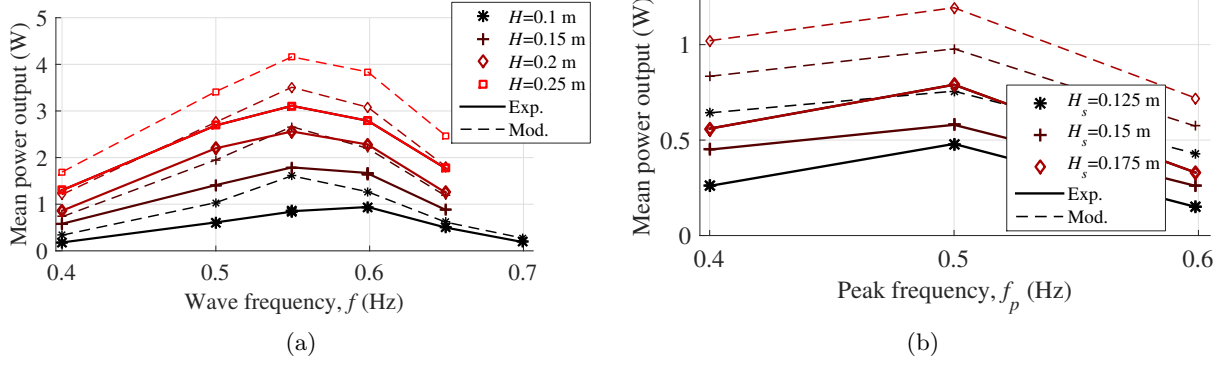 5
4
3
2
1
0
0.4
0.5
0.6
0.7
Mean power output (W)
Wave frequency, f (Hz)
H=0.1 m
H=0.15 m
H=0.2 m
H=0.25 m
Exp.
Mod.
(a)
1
0.5
0
0.4
0.5
0.6
Mean power output (W)
Peak frequency, f_p (Hz)
H_s=0.125 m
H_s=0.15 m
H_s=0.175 m
Exp.
Mod.
(b)